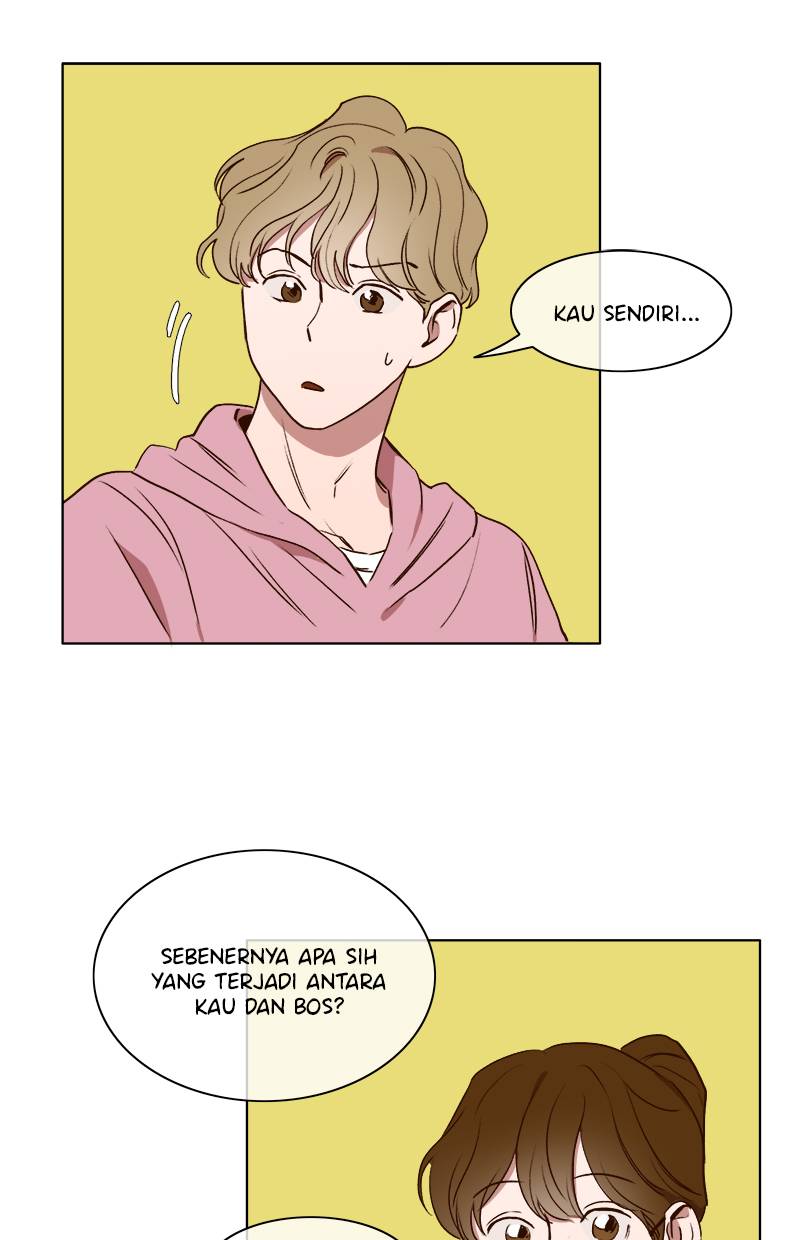 KAU SENDIRI...
SEBENERNYA APA SIH
YANG TERJADI ANTARA
KAU DAN BOS?